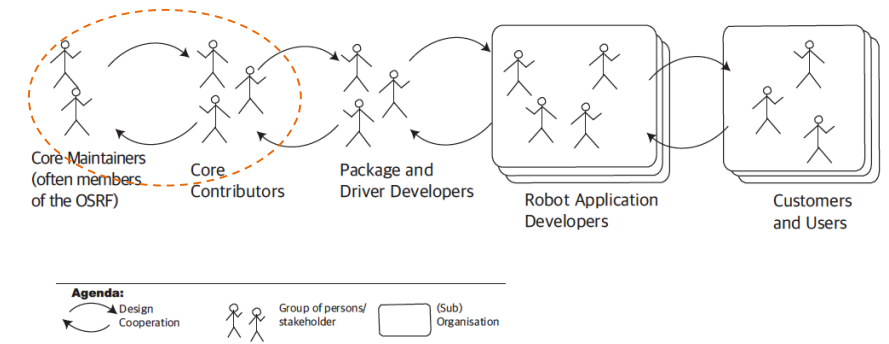 Core Maintainers
(often members
of the OSRF)
Core
Contributors
Package and
Driver Developers
Robot Application
Developers
Customers
and Users
Agenda:
Design
Cooperation
Group of persons/
stakeholder
(Sub)
Organisation